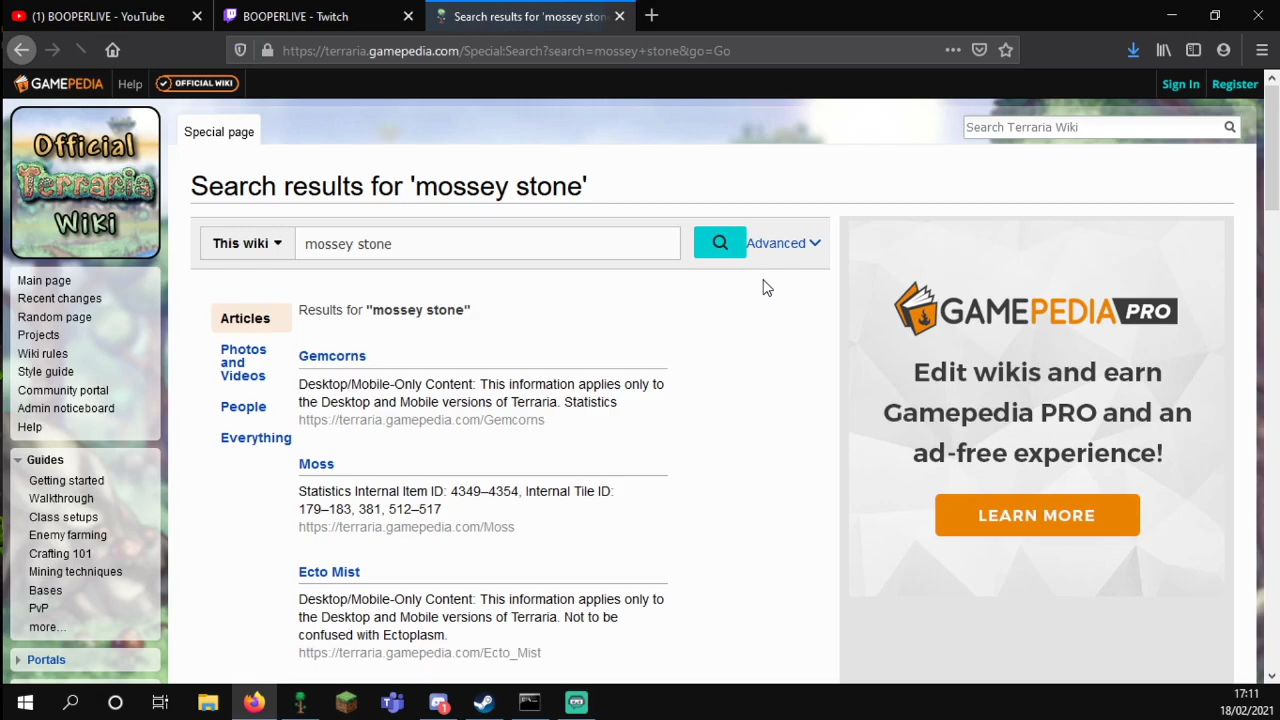 (1) BOOPERLIVE - YouTube
BOOPERLIVE - Twitch
Search results for 'mossey stone
https://terraria.gamepedia.com/Special:Search?search=mossey+stone&go=Go
GAMEPEDIA
Help
OFFICIAL WIKI
Sign In
Register
Official
Terraria
Wiki
Special page
Search Terraria Wiki
Search results for 'mossey stone'
This wiki
mossey stone
Advanced
Main page
Recent changes
Random page
Projects
Wiki rules
Style guide
Community portal
Admin noticeboard
Help
Guides
Getting started
Walkthrough
Class setups
Enemy farming
Crafting 101
Mining techniques
Bases
PvP
more...
Portals
Articles
Photos
and
Videos
People
Everything
Results for "mossey stone"
Gemcorns
Desktop/Mobile-Only Content: This information applies only to
the Desktop and Mobile versions of Terraria. Statistics
https://terraria.gamepedia.com/Gemcorns
Moss
Statistics Internal Item ID: 4349–4354, Internal Tile ID:
179–183, 381, 512–517
https://terraria.gamepedia.com/Moss
Ecto Mist
Desktop/Mobile-Only Content: This information applies only to
the Desktop and Mobile versions of Terraria. Not to be
confused with Ectoplasm.
https://terraria.gamepedia.com/Ecto_Mist
GAMEPEDIA PRO
Edit wikis and earn
Gamepedia PRO and an
ad-free experience!
LEARN MORE
17:11
18/02/2021